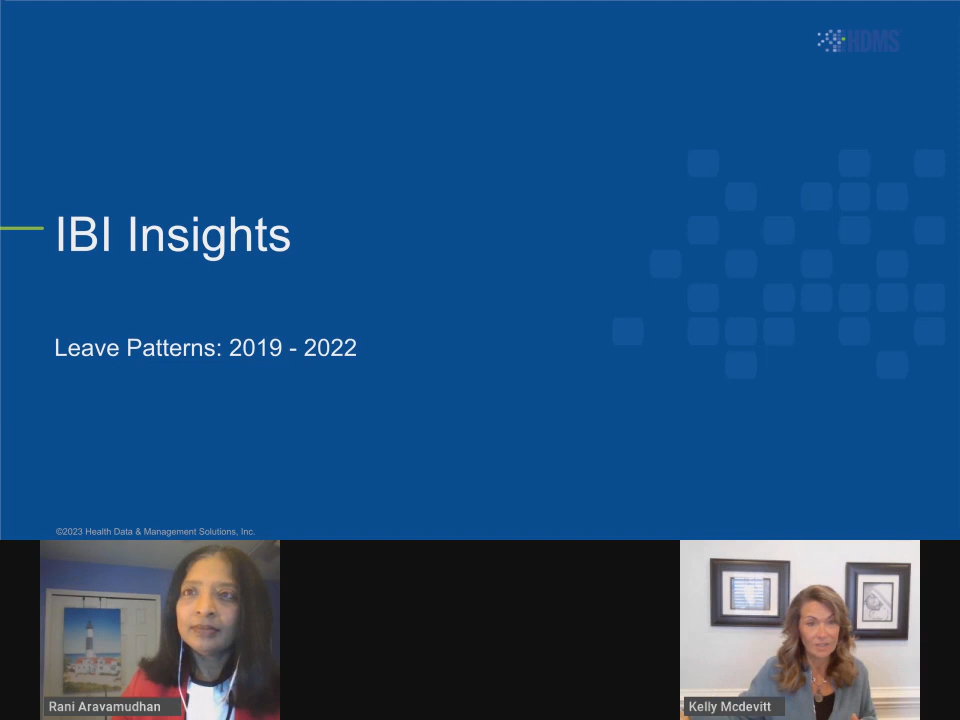 HDMS
IBI Insights
Leave Patterns: 2019 - 2022
©2023 Health Data & Management Solutions, Inc.
Rani Aravamudhan
Kelly Mcdevitt